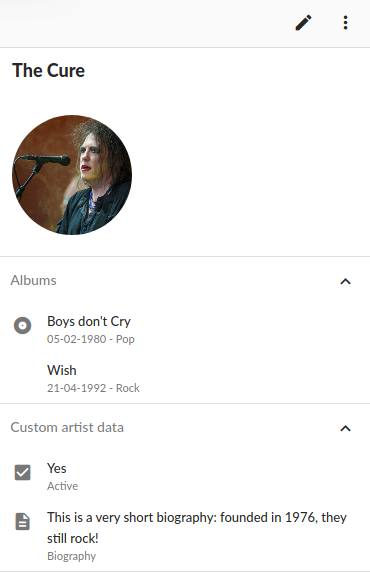 The Cure
Albums
Boys don't Cry
05-02-1980 - Pop
Wish
21-04-1992 - Rock
Custom artist data
Yes
Active
This is a very short biography: founded in 1976, they
still rock!
Biography